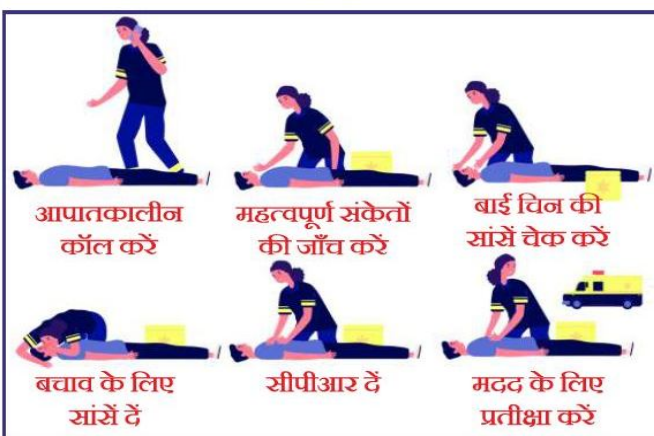 आपातकालीन
कॉल करें
महत्वपूर्ण संकेतों
की जाँच करें
बाई चिन की
सांसें चेक करें
बचाव के लिए
सांसें दें
सीपीआर दें
मदद के लिए
प्रतीक्षा करें